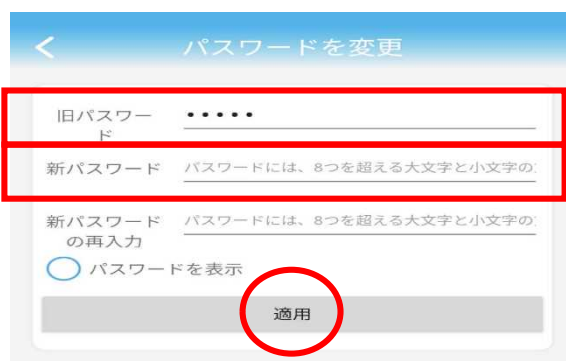 パスワードを変更
旧パスワー
ド
•••••
新パスワード
パスワードには、8つを超える大文字と小文字の
新パスワード
の再入力
パスワードには、8つを超える大文字と小文字の
パスワードを表示
適用